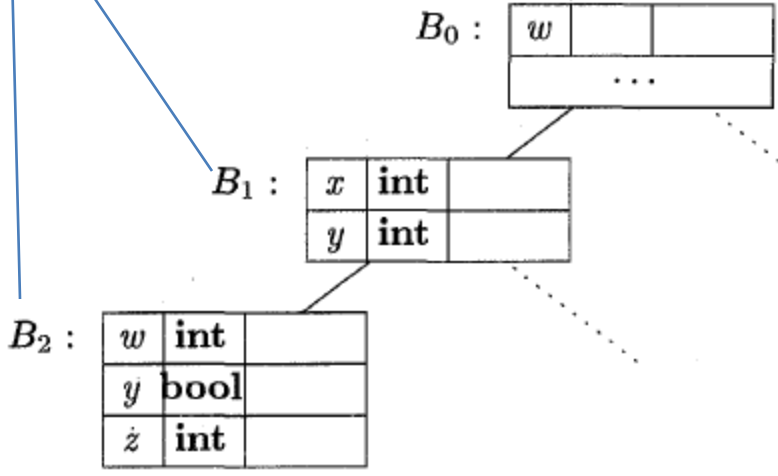 B₀ : w
...
B₁ : x int
y int
B₂ : w int
y bool
z int